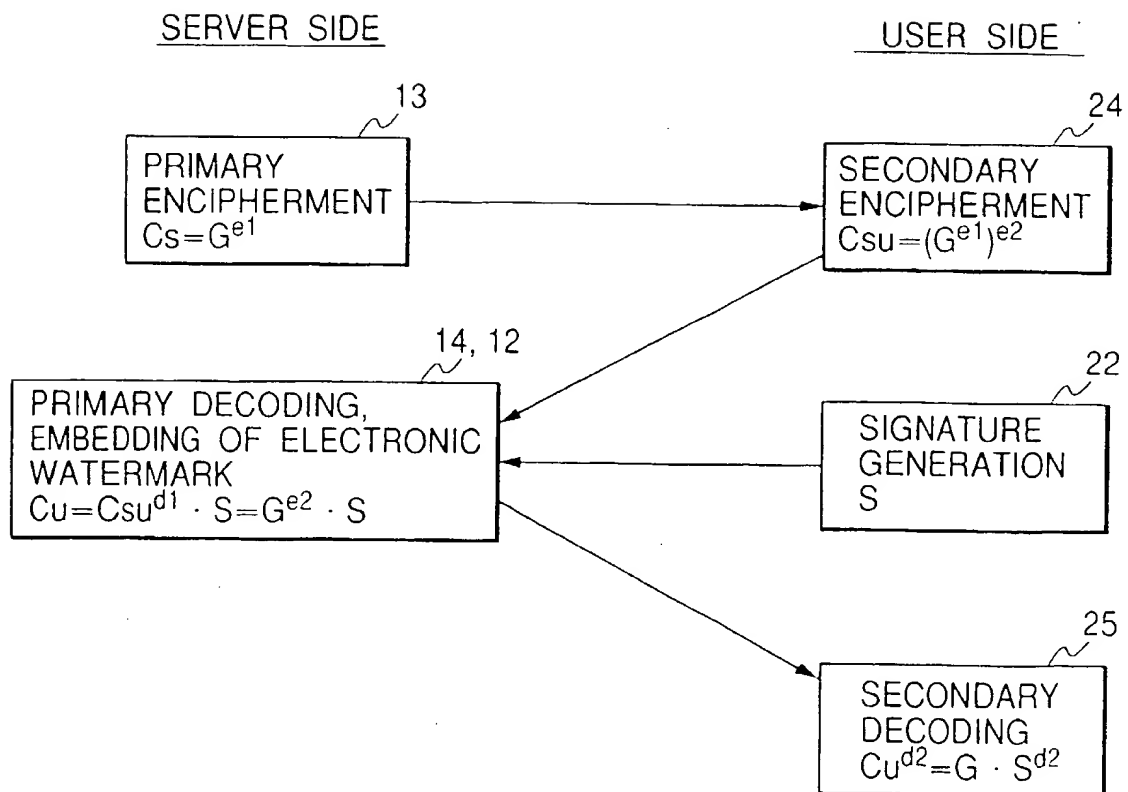 SERVER SIDE
USER SIDE
13
PRIMARY
ENCIPHERMENT
Cs=G^e1
24
SECONDARY
ENCIPHERMENT
Csu=(G^e1)^e2
14, 12
PRIMARY DECODING,
EMBEDDING OF ELECTRONIC
WATERMARK
Cu=Csu^d1 · S=G^e2 · S
22
SIGNATURE
GENERATION
S
25
SECONDARY
DECODING
Cu^d2=G · S^d2